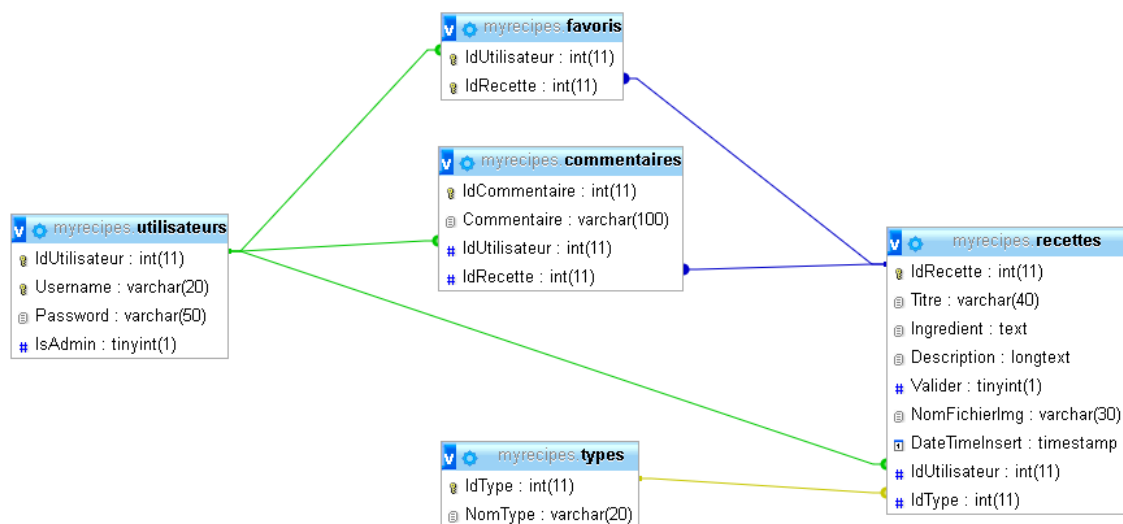 myrecipes.favoris
IdUtilisateur : int(11)
IdRecette : int(11)
myrecipes.commentaires
IdCommentaire : int(11)
Commentaire : varchar(100)
IdUtilisateur : int(11)
IdRecette : int(11)
myrecipes.utilisateurs
IdUtilisateur : int(11)
Username : varchar(20)
Password : varchar(50)
IsAdmin : tinyint(1)
myrecipes.recettes
IdRecette : int(11)
Titre : varchar(40)
Ingredient : text
Description : longtext
Valider : tinyint(1)
NomFichierImg : varchar(30)
DateTimeInsert : timestamp
IdUtilisateur : int(11)
IdType : int(11)
myrecipes.types
IdType : int(11)
NomType : varchar(20)